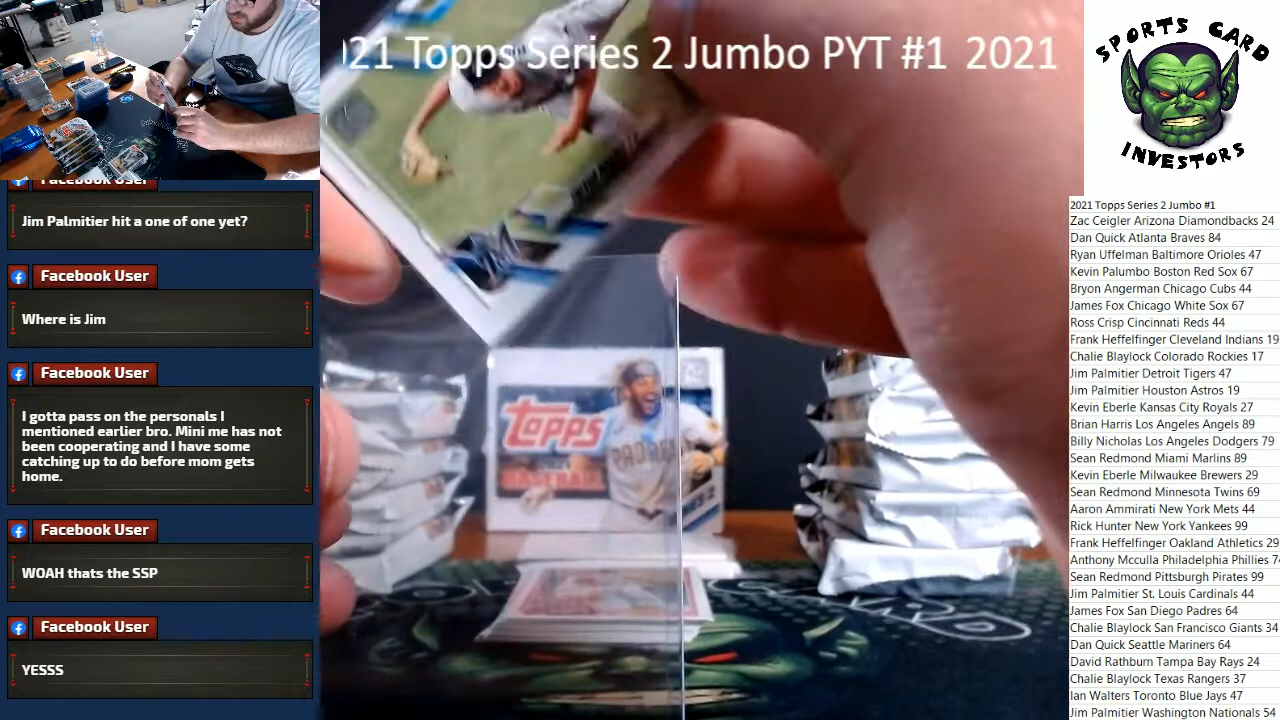 21 Topps Series 2 Jumbo PYT #1 2021
SPORTS CARD
INVESTORS
Facebook User
Jim Palmitier hit a one of one yet?
Facebook User
Where is Jim
Facebook User
I gotta pass on the personals I
mentioned earlier bro. Mini me has not
been cooperating and I have some
catching up to do before mom gets
home.
Facebook User
WOAH thats the SSP
Facebook User
YESSS
Topps
2021
BASEBALL
PADRES
2021 Topps Series 2 Jumbo #1
Zac Ceigler Arizona Diamondbacks 24
Dan Quick Atlanta Braves 84
Ryan Uffelman Baltimore Orioles 47
Kevin Palumbo Boston Red Sox 67
Bryon Angerman Chicago Cubs 44
James Fox Chicago White Sox 67
Ross Crisp Cincinnati Reds 44
Frank Heffelfinger Cleveland Indians 19
Chalie Blaylock Colorado Rockies 17
Jim Palmitier Detroit Tigers 47
Jim Palmitier Houston Astros 19
Kevin Eberle Kansas City Royals 27
Brian Harris Los Angeles Angels 89
Billy Nicholas Los Angeles Dodgers 79
Sean Redmond Miami Marlins 89
Kevin Eberle Milwaukee Brewers 29
Sean Redmond Minnesota Twins 69
Aaron Ammirati New York Mets 44
Rick Hunter New York Yankees 99
Frank Heffelfinger Oakland Athletics 29
Anthony Mcculla Philadelphia Phillies 74
Sean Redmond Pittsburgh Pirates 99
Jim Palmitier St. Louis Cardinals 44
James Fox San Diego Padres 64
Chalie Blaylock San Francisco Giants 34
Dan Quick Seattle Mariners 64
David Rathburn Tampa Bay Rays 24
Chalie Blaylock Texas Rangers 37
Ian Walters Toronto Blue Jays 47
Jim Palmitier Washington Nationals 54